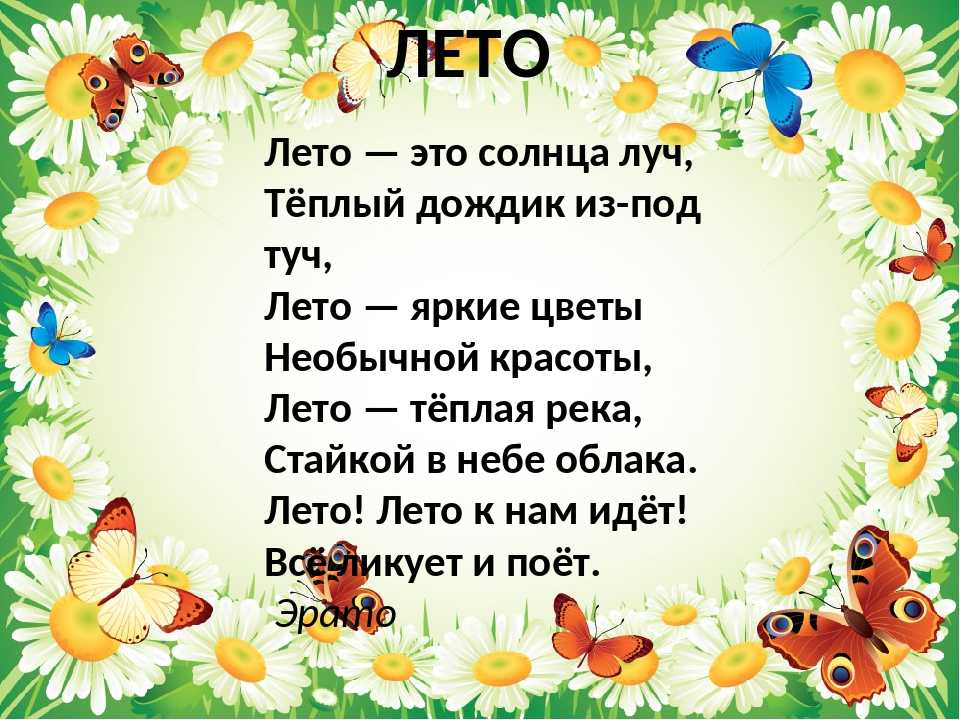 ЛЕТО
Лето — это солнца луч,
Тёплый дождик из-под
туч,
Лето — яркие цветы
Необычной красоты,
Лето — тёплая река,
Стайкой в небе облака.
Лето! Лето к нам идёт!
Всё ликует и поёт.
Эрато